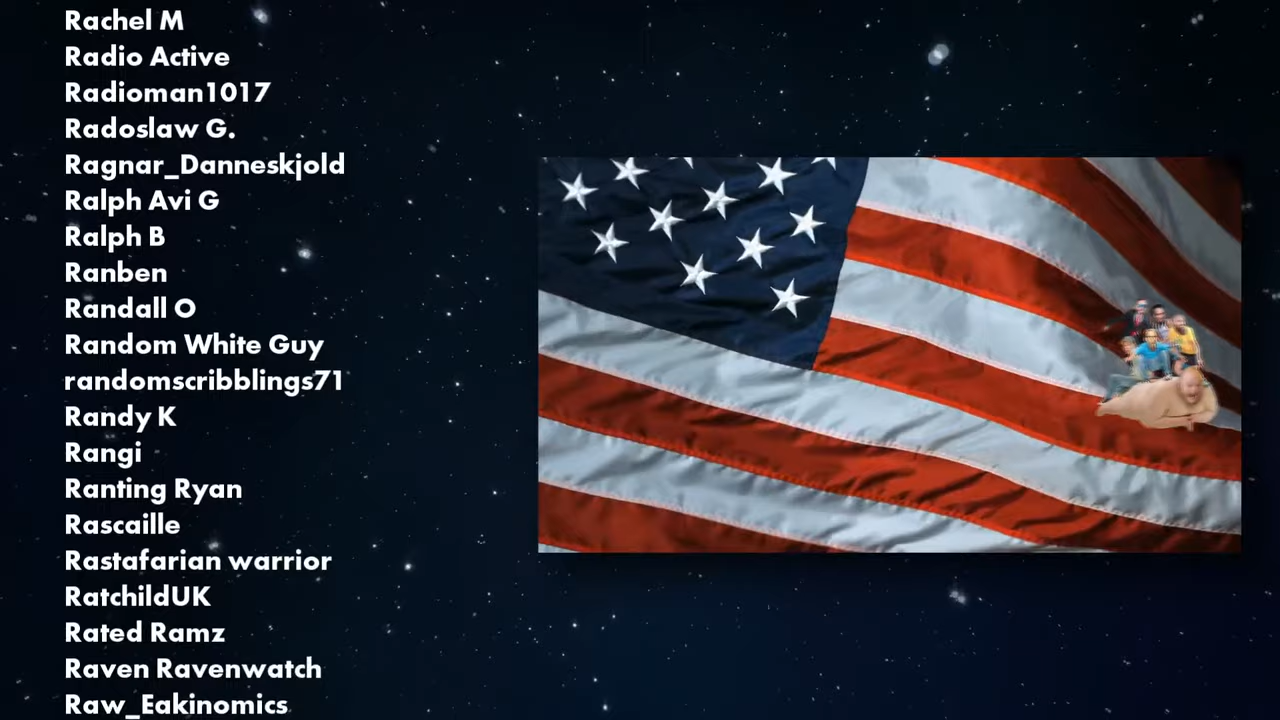 Rachel M
Radio Active
Radioman1017
Radoslaw G.
Ragnar_Danneskjold
Ralph Avi G
Ralph B
Ranben
Randall O
Random White Guy
randomscribblings71
Randy K
Rangi
Ranting Ryan
Rascaille
Rastafarian warrior
RatchildUK
Rated Ramz
Raven Ravenwatch
Raw_Eakinomics